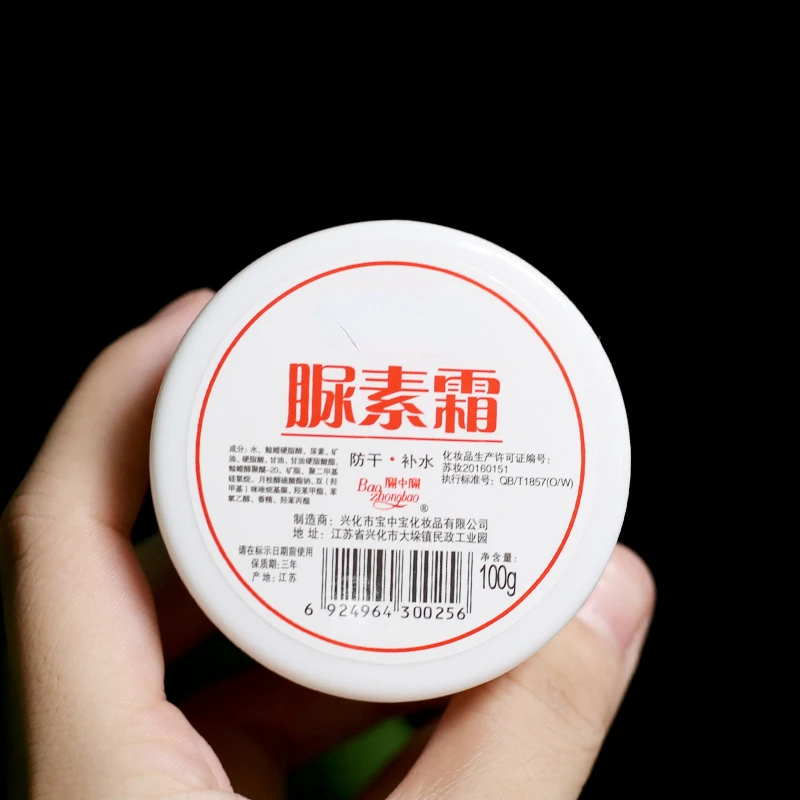 脲素霜
成分：水、鲸蜡硬脂醇、尿素、矿
油、硬脂酸、甘油、甘油硬脂酸酯、
鲸蜡醇聚醚-20、矿脂、聚二甲基
硅氧烷、月桂醇硫酸酯钠、双（羟
甲基）咪唑烷基脲、羟苯甲酯、苯
氧乙醇、香精、羟苯丙酯
防干·补水
Bao zhongbao
®
化妆品生产许可证编号：
苏妆20160151
执行标准号：QB/T1857(O/W)
制造商：兴化市宝中宝化妆品有限公司
地 址：江苏省兴化市大垛镇民政工业园
请在标示日期前使用
保质期：三年
产地：江苏
6 924964 300256
净含量：
100g